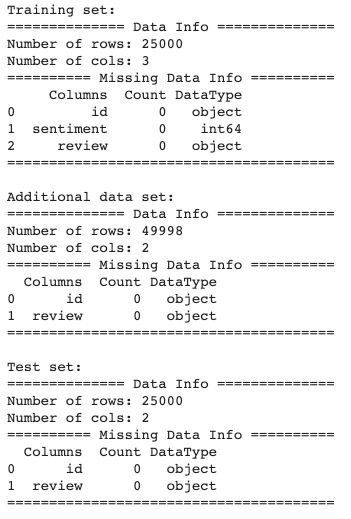 Training set:
============== Data Info ==============
Number of rows: 25000
Number of cols: 3
========== Missing Data Info ==========
Columns Count DataType
0 id 0 object
1 sentiment 0 int64
2 review 0 object
=======================================
Additional data set:
============== Data Info ==============
Number of rows: 49998
Number of cols: 2
========== Missing Data Info ==========
Columns Count DataType
0 id 0 object
1 review 0 object
=======================================
Test set:
============== Data Info ==============
Number of rows: 25000
Number of cols: 2
========== Missing Data Info ==========
Columns Count DataType
0 id 0 object
1 review 0 object
=======================================